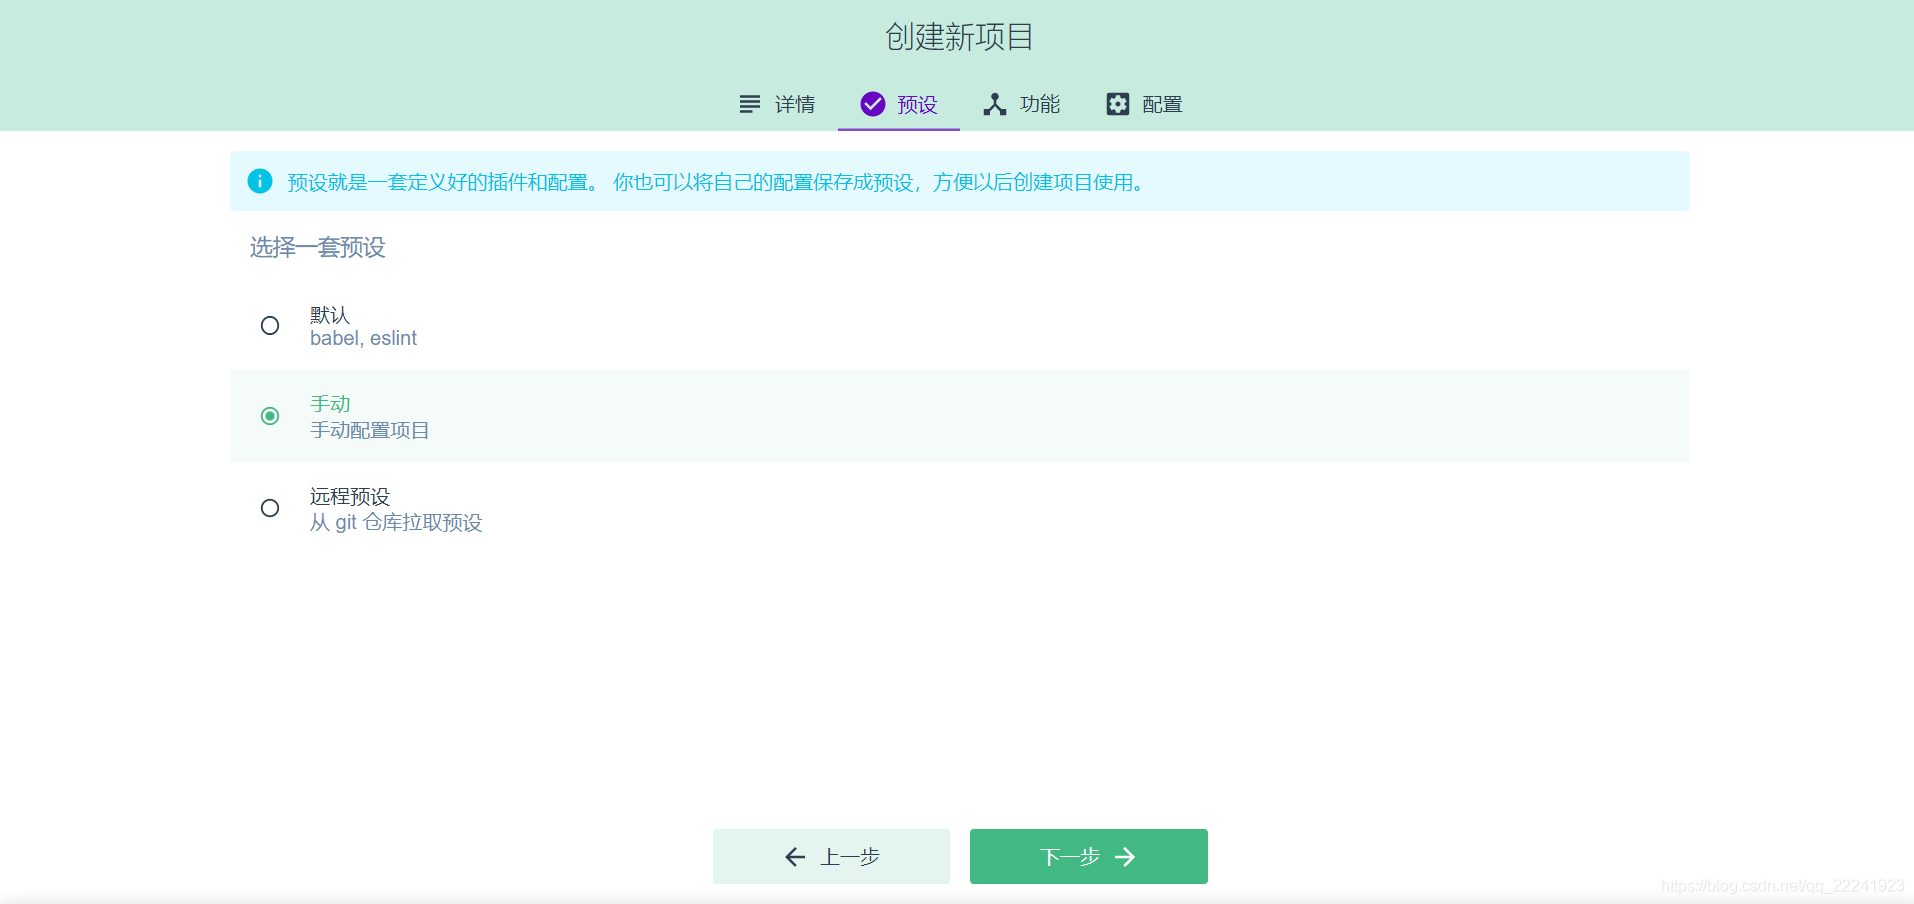 创建新项目
详情 预设 功能 配置
预设就是一套定义好的插件和配置。 你也可以将自己的配置保存成预设，方便以后创建项目使用。
选择一套预设
默认
babel, eslint
手动
手动配置项目
远程预设
从 git 仓库拉取预设
上一步 下一步
https://blog.csdn.net/qq_22241923